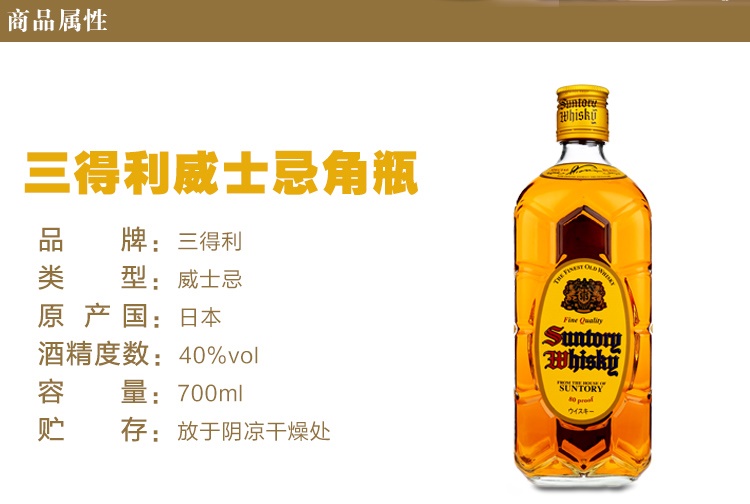 商品属性
三得利威士忌角瓶
品 牌：三得利
类 型：威士忌
原 产 国：日本
酒精度数：40%vol
容 量：700ml
贮 存：放于阴凉干燥处
Suntory
Whisky
THE FINEST OLD WHISKY
Fine Quality
Suntory
Whisky
FROM THE HOUSE OF
SUNTORY
80 proof
ウイスキー